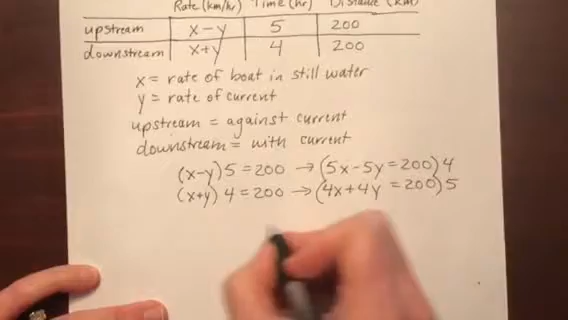 Rate (km/hr) Time (hr) Distance (km)
upstream x-y 5 200
downstream x+y 4 200
x = rate of boat in still water
y = rate of current
upstream = against current
downstream = with current
(x-y)5=200 → (5x-5y=200)4
(x+y) 4=200 → (4x+4y =200)5